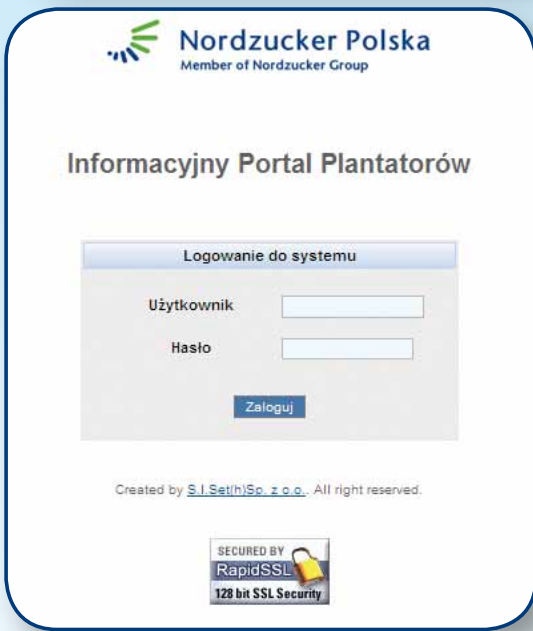 Nordzucker Polska
Member of Nordzucker Group
Informacyjny Portal Plantatorów
Logowanie do systemu
Użytkownik
Hasło
Zaloguj
Created by S.I.Set(h)Sp. z o.o.. All right reserved.
SECURED BY
RapidSSL
128 bit SSL Security